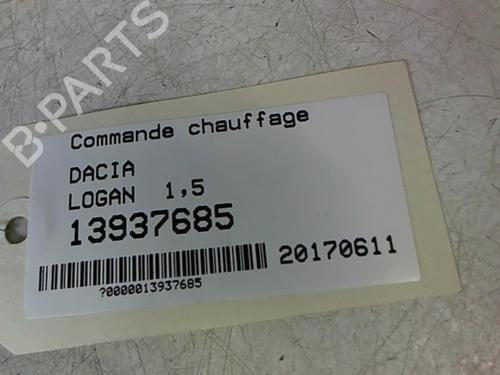 B-PARTS
Commande chauffage
DACIA
LOGAN 1,5
13937685
20170611
?0000013937685